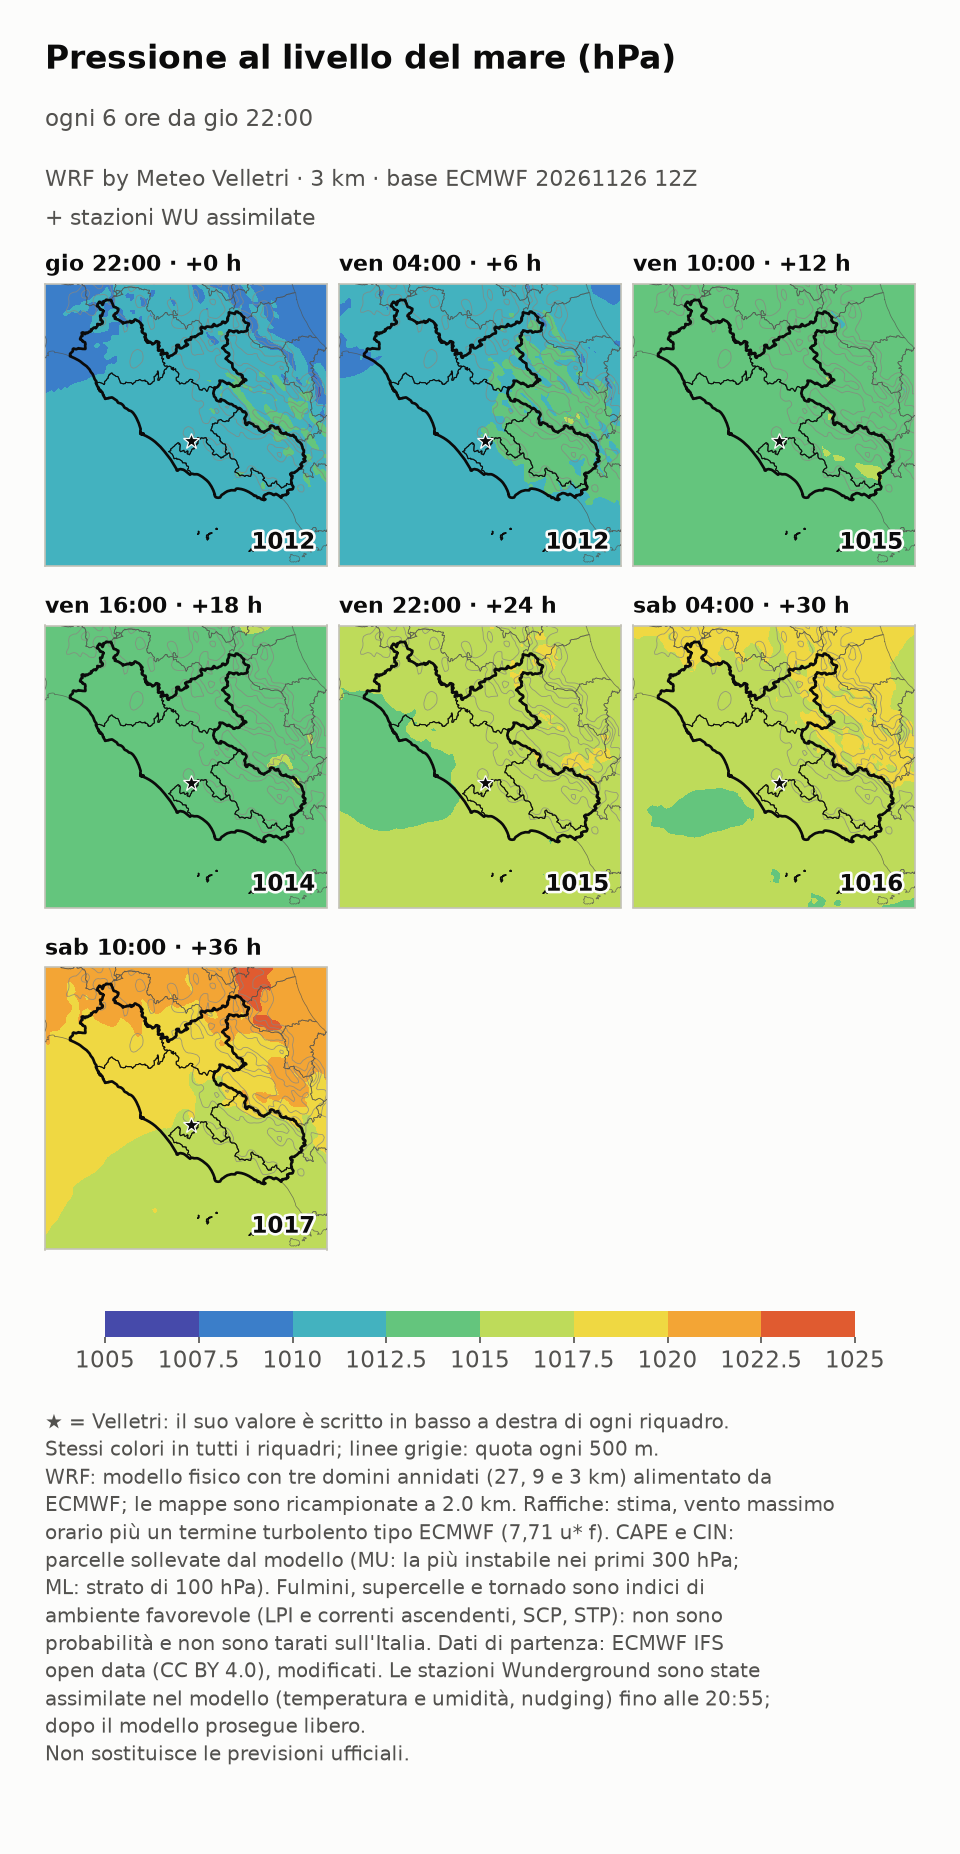 Pressione al livello del mare (hPa)
ogni 6 ore da gio 22:00
WRF by Meteo Velletri · 3 km · base ECMWF 20261126 12Z
+ stazioni WU assimilate
gio 22:00 · +0 h
ven 04:00 · +6 h
ven 10:00 · +12 h
1012
1012
1015
ven 16:00 · +18 h
ven 22:00 · +24 h
sab 04:00 · +30 h
1014
1015
1016
sab 10:00 · +36 h
1017
1005 1007.5 1010 1012.5 1015 1017.5 1020 1022.5 1025
★ = Velletri: il suo valore è scritto in basso a destra di ogni riquadro.
Stessi colori in tutti i riquadri; linee grigie: quota ogni 500 m.
WRF: modello fisico con tre domini annidati (27, 9 e 3 km) alimentato da
ECMWF; le mappe sono ricampionate a 2.0 km. Raffiche: stima, vento massimo
orario più un termine turbolento tipo ECMWF (7,71 u* f). CAPE e CIN:
parcelle sollevate dal modello (MU: la più instabile nei primi 300 hPa;
ML: strato di 100 hPa). Fulmini, supercelle e tornado sono indici di
ambiente favorevole (LPI e correnti ascendenti, SCP, STP): non sono
probabilità e non sono tarati sull'Italia. Dati di partenza: ECMWF IFS
open data (CC BY 4.0), modificati. Le stazioni Wunderground sono state
assimilate nel modello (temperatura e umidità, nudging) fino alle 20:55;
dopo il modello prosegue libero.
Non sostituisce le previsioni ufficiali.